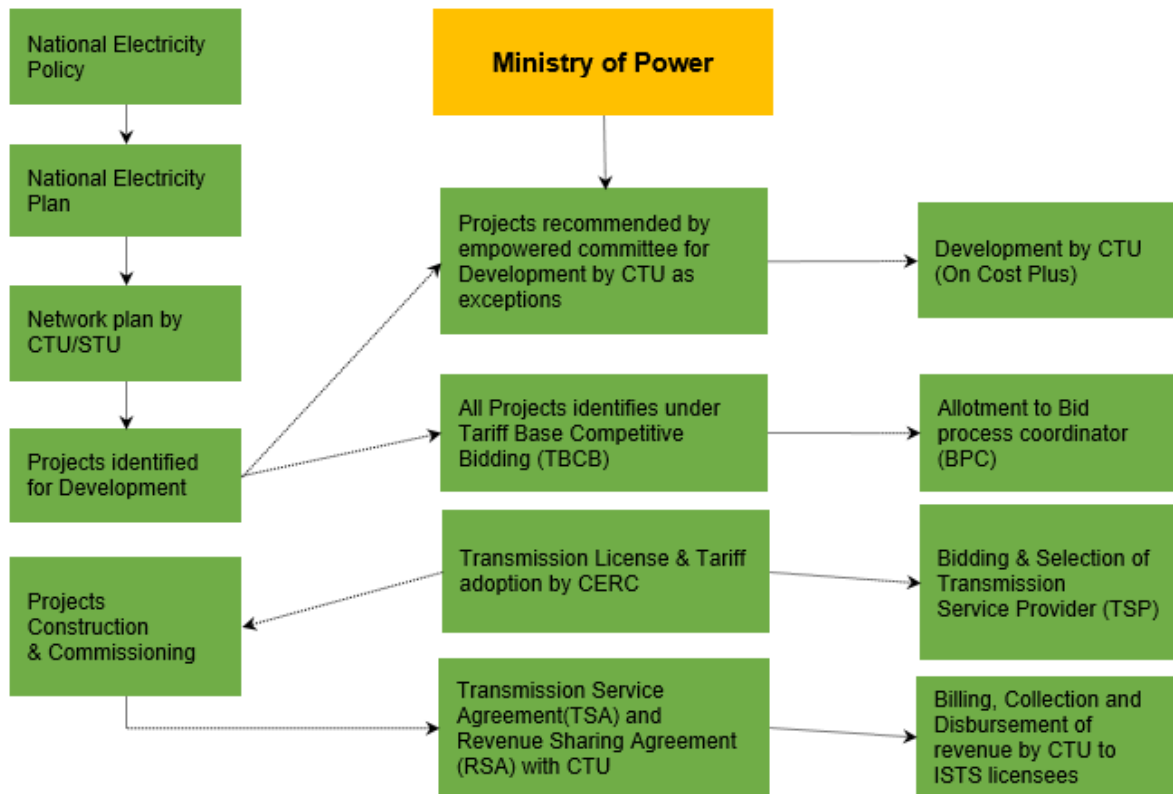 National Electricity
Policy
Ministry of Power
National Electricity
Plan
Projects recommended by
empowered committee for
Development by CTU as
exceptions
Development by CTU
(On Cost Plus)
Network plan by
CTU/STU
All Projects identifies under
Tariff Base Competitive
Bidding (TBCB)
Allotment to Bid
process coordinator
(BPC)
Projects identified
for Development
Transmission License & Tariff
adoption by CERC
Bidding & Selection of
Transmission
Service Provider (TSP)
Projects
Construction
& Commissioning
Transmission Service
Agreement(TSA) and
Revenue Sharing Agreement
(RSA) with CTU
Billing, Collection and
Disbursement of
revenue by CTU to
ISTS licensees